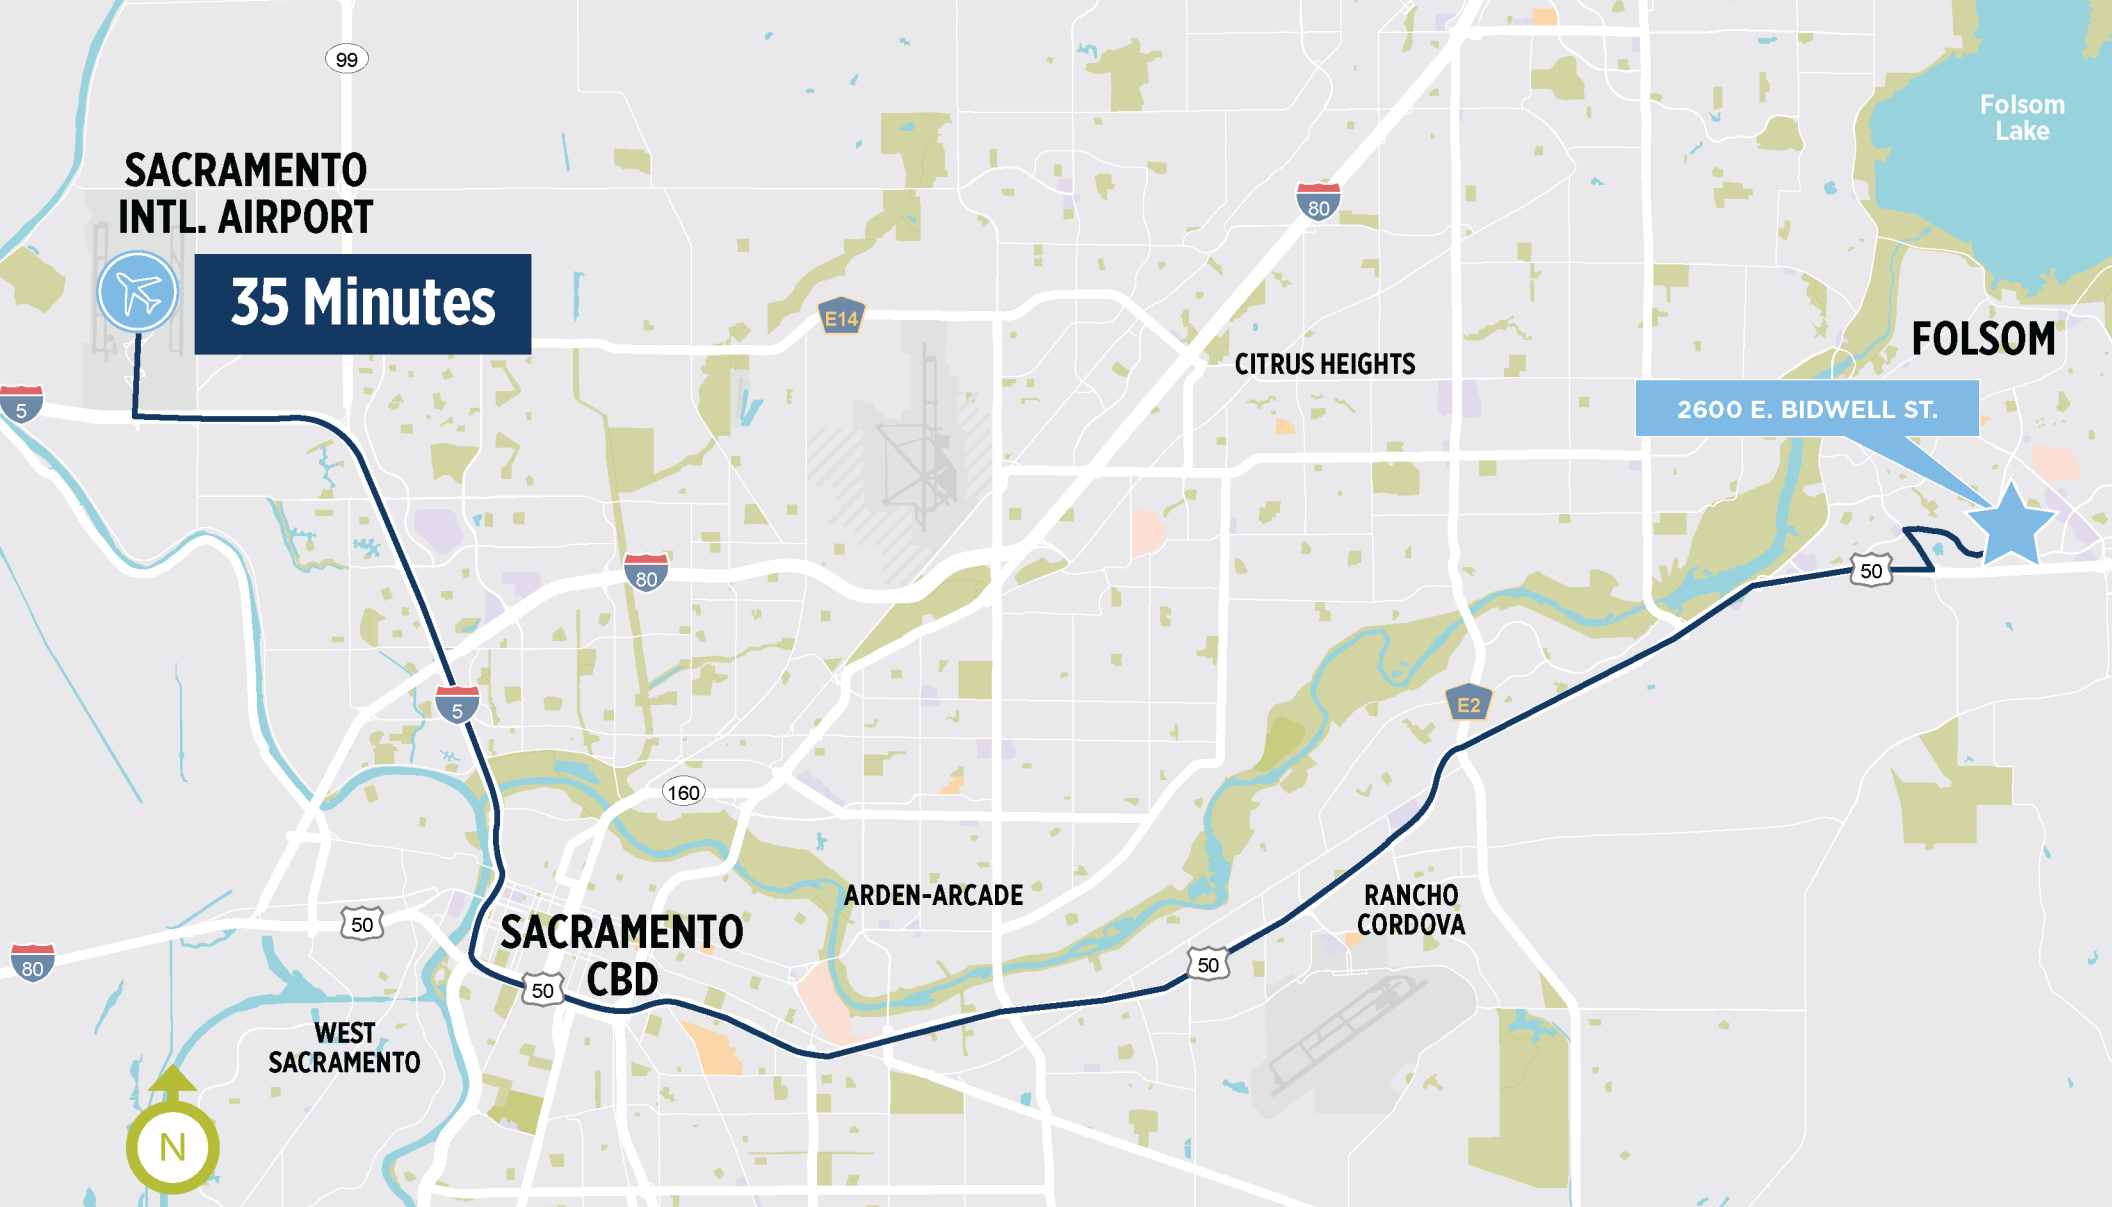 99
Folsom
Lake
SACRAMENTO
INTL. AIRPORT
80
35 Minutes
E14
FOLSOM
CITRUS HEIGHTS
5
2600 E. BIDWELL ST.
80
50
5
E2
160
ARDEN-ARCADE
RANCHO
CORDOVA
50
SACRAMENTO
CBD
80
50
50
WEST
SACRAMENTO
N